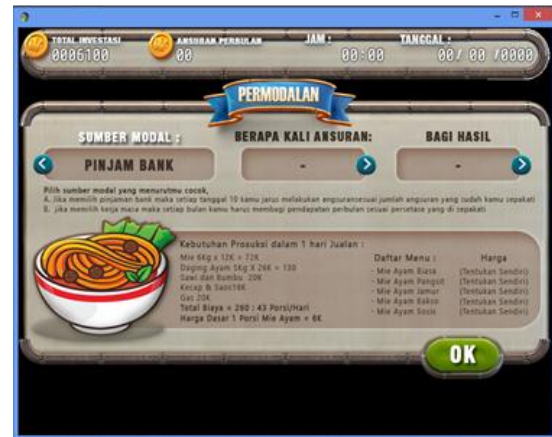 TOTAL INVESTASI
0006100
ANSURAN PERBULAN
00
JAM :
00:00
TANGGAL :
00/ 00 /0000
PERMODALAN
SUMBER MODAL :
BERAPA KALI ANSURAN:
BAGI HASIL
PINJAM BANK
-
-
Pilih sumber modal yang menurutmu cocok,
A. Jika memilih pinjaman bank maka setiap tanggal 10 kamu jarus melakukan angsuransesuai jumlah angsuran yang sudah kamu sepakati
B. jika memilih kerja masa maka setiap bulan kamu harus membagi pendapatan perbulan sesuai persetase yang di sepakati
Kebutuhan Prosuksi dalam 1 hari Jualan :
Mie 6Kg x 12K = 72K
Daging Ayam 5Kg X 26K = 130
Sawi dan Bumbu 20K
Kecap & Saos18K
Gas 20K
Total Biaya = 260 : 43 Porsi/Hari
Harga Dasar 1 Porsi Mie Ayam = 6K
Daftar Menu :
Harga
- Mie Ayam Biasa
(Tentukan Sendiri)
- Mie Ayam Pangsit
(Tentukan Sendiri)
- Mie Ayam Jamur
(Tentukan Sendiri)
- Mie Ayam Bakso
(Tentukan Sendiri)
- Mie Ayam Sosis
(Tentukan Sendiri)
OK